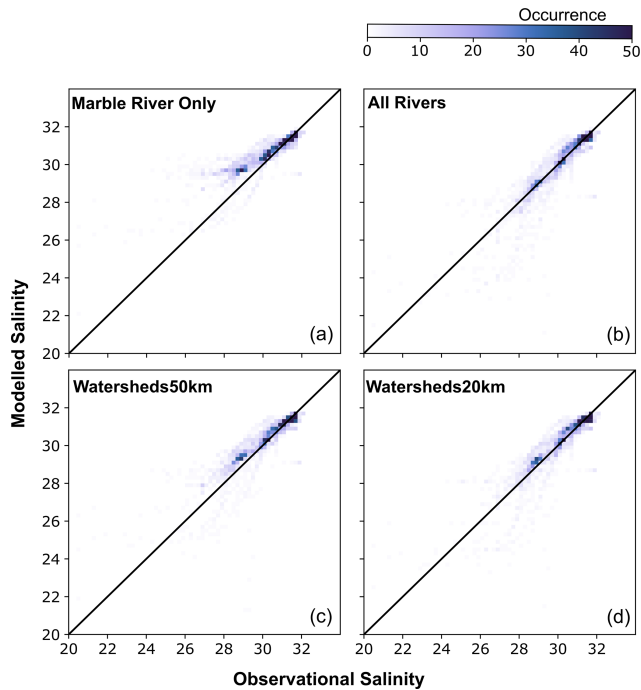 Occurrence
0 10 20 30 40 50
Marble River Only
All Rivers
32
30
28
26
24
22
20
(a)
(b)
Modelled Salinity
Watersheds50km
Watersheds20km
32
30
28
26
24
22
20
(c)
(d)
20 22 24 26 28 30 32
20 22 24 26 28 30 32
Observational Salinity